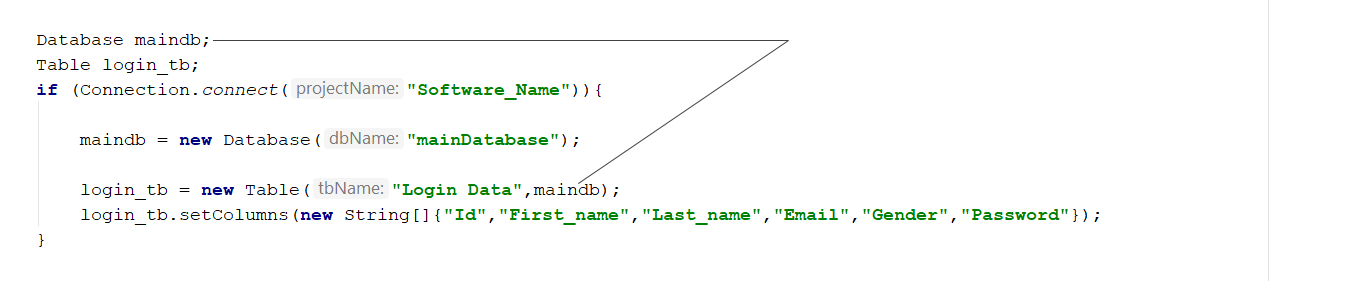 Database maindb;
Table login_tb;
if (Connection.connect( projectName: "Software_Name")){
maindb = new Database( dbName: "mainDatabase");
login_tb = new Table( tbName: "Login Data",maindb);
login_tb.setColumns(new String[]{"Id","First_name","Last_name","Email","Gender","Password"});
}